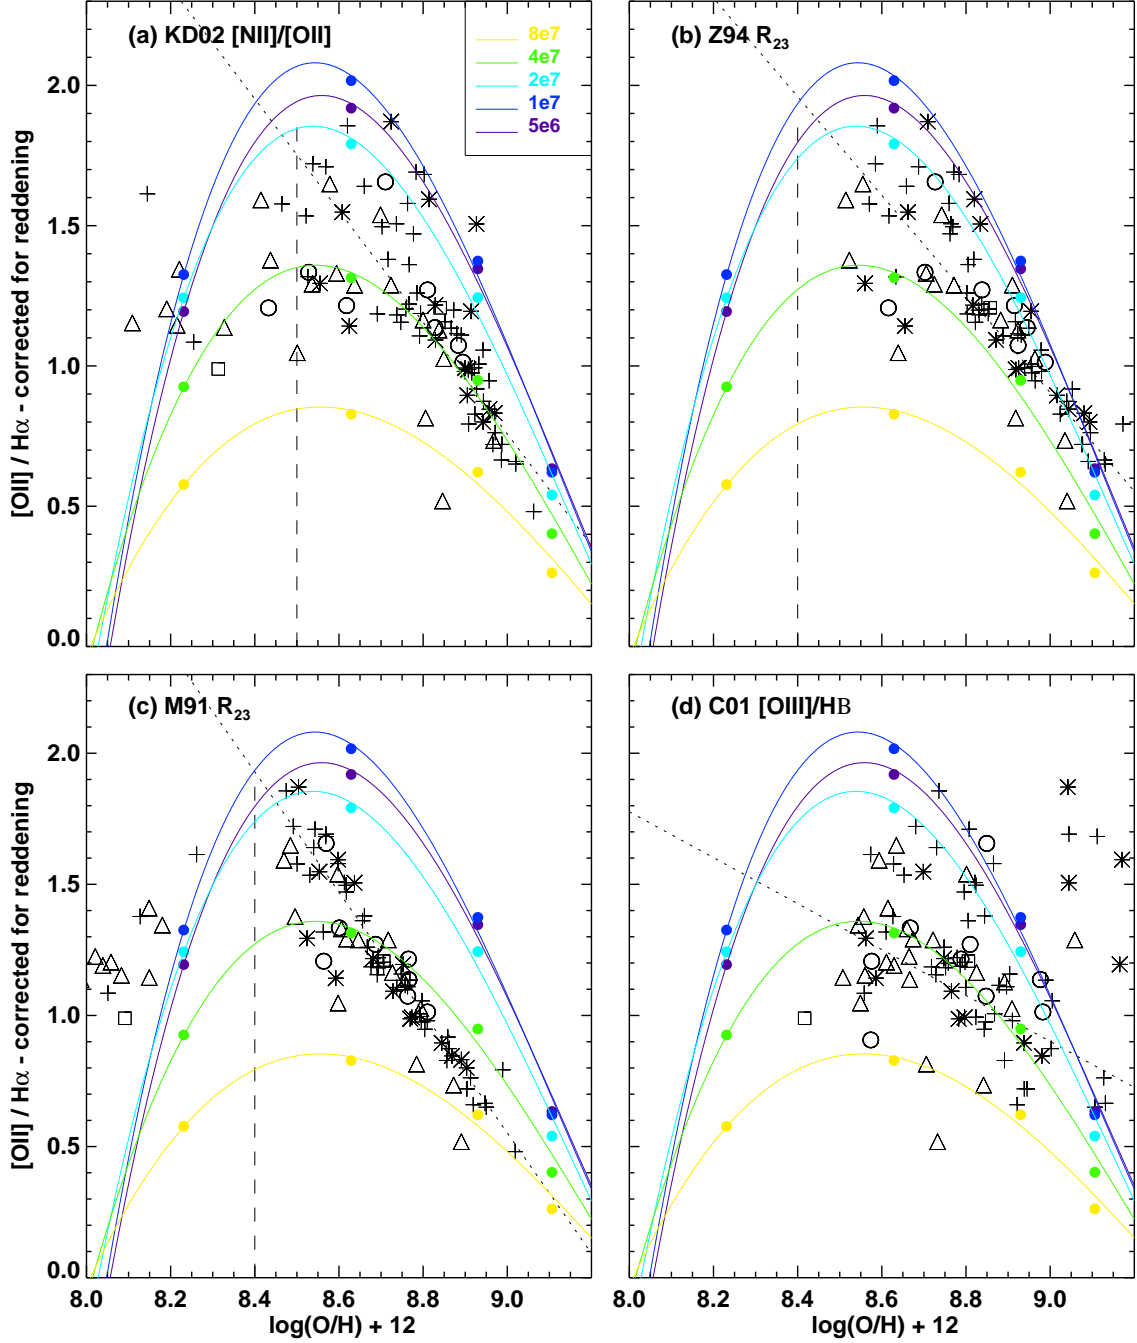 (a) KD02 [NII]/[OII]
8e7
4e7
2e7
1e7
5e6
(b) Z94 R23
2.0
1.5
1.0
0.5
0.0
[OII] / Hα - corrected for reddening
(c) M91 R23
(d) C01 [OIII]/HB
2.0
1.5
1.0
0.5
0.0
[OII] / Hα - corrected for reddening
8.0 8.2 8.4 8.6 8.8 9.0
8.0 8.2 8.4 8.6 8.8 9.0
log(O/H) + 12
log(O/H) + 12